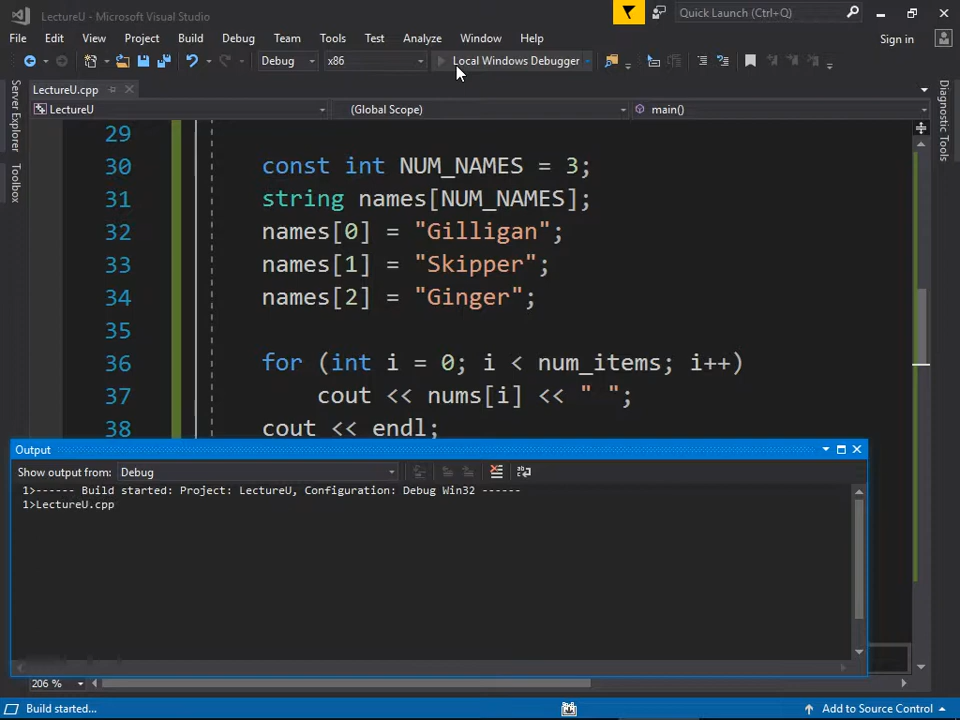 LectureU - Microsoft Visual Studio
Quick Launch (Ctrl+Q)
File Edit View Project Build Debug Team Tools Test Analyze Window Help
Sign in
Debug x86 Local Windows Debugger
LectureU.cpp
LectureU (Global Scope) main()
Server Explorer
Toolbox
Diagnostic Tools
29
30 const int NUM_NAMES = 3;
31 string names[NUM_NAMES];
32 names[0] = "Gilligan";
33 names[1] = "Skipper";
34 names[2] = "Ginger";
35
36 for (int i = 0; i < num_items; i++)
37 cout << nums[i] << " ";
38 cout << endl;
Output
Show output from: Debug
1>------ Build started: Project: LectureU, Configuration: Debug Win32 ------
1>LectureU.cpp
206 %
Build started... Add to Source Control